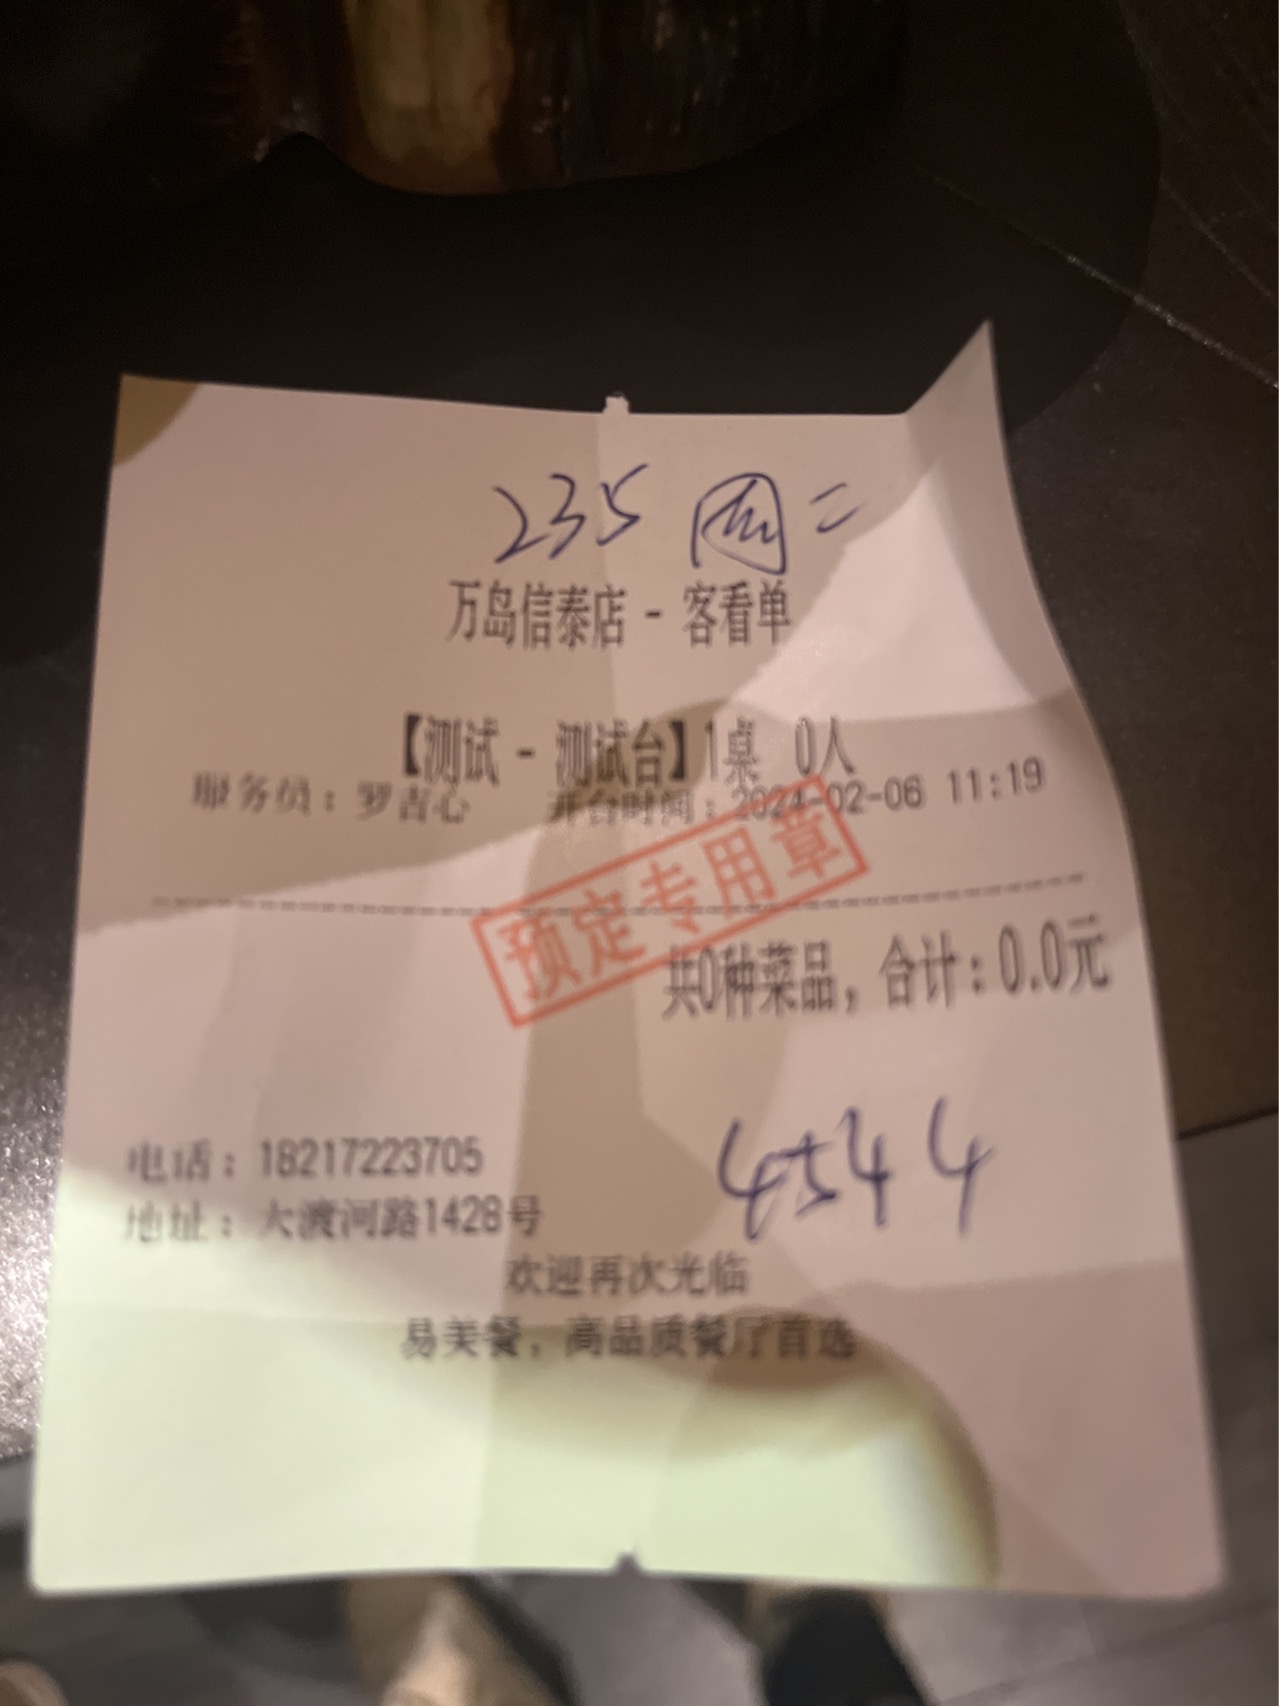 235 团二
万岛信泰店 - 客看单
【测试 - 测试台】1桌 0人
服务员：罗吉心 开台时间：2024-02-06 11:19
预定专用章
共0种菜品，合计：0.0元
4544
电话：18217223705
地址：大渡河路1428号
欢迎再次光临
易美餐，高品质餐厅首选